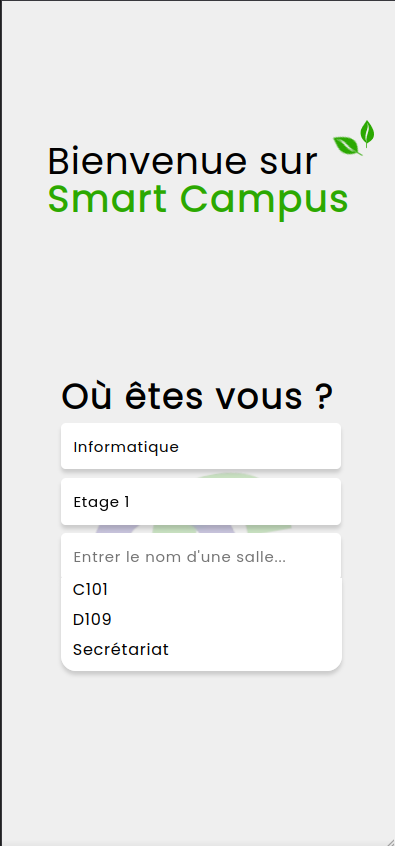 Bienvenue sur
Smart Campus
Où êtes vous ?
Informatique
Etage 1
Entrer le nom d'une salle...
C101
D109
Secrétariat